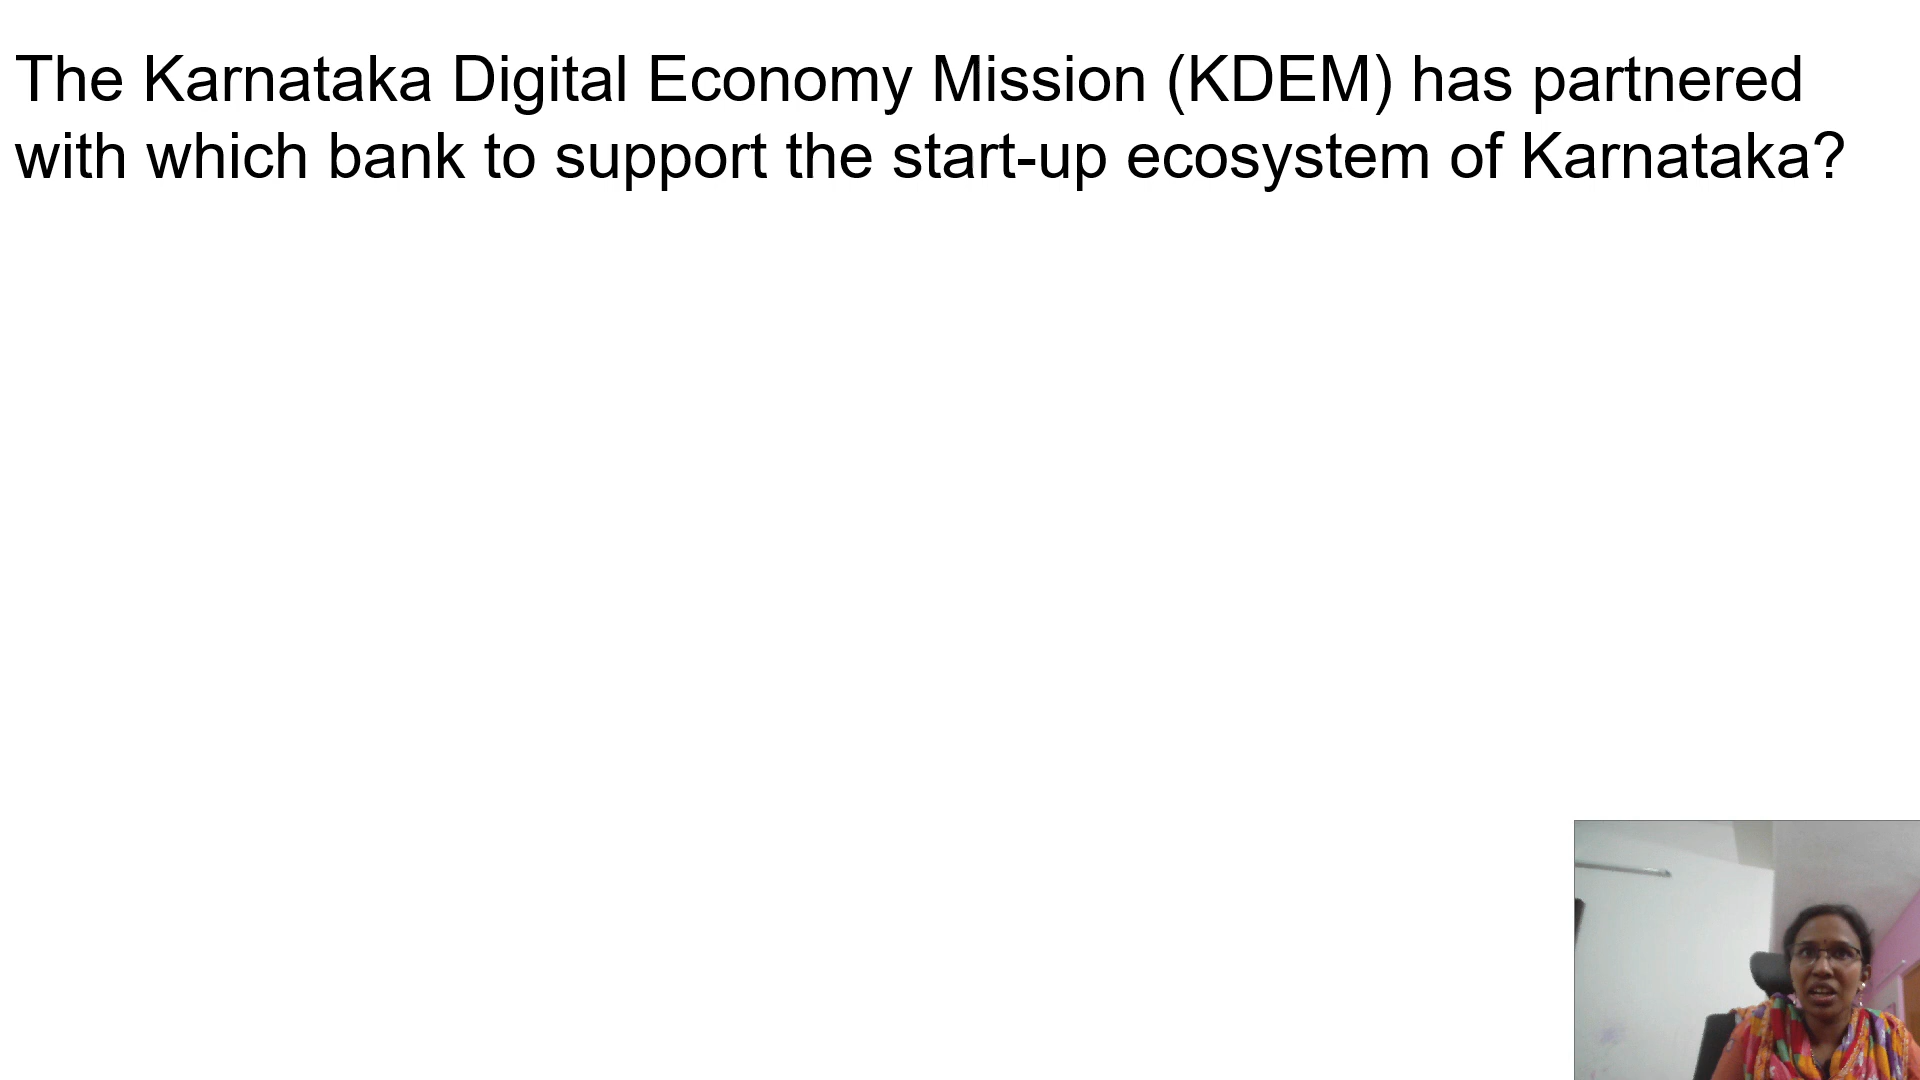 The Karnataka Digital Economy Mission (KDEM) has partnered
with which bank to support the start-up ecosystem of Karnataka?